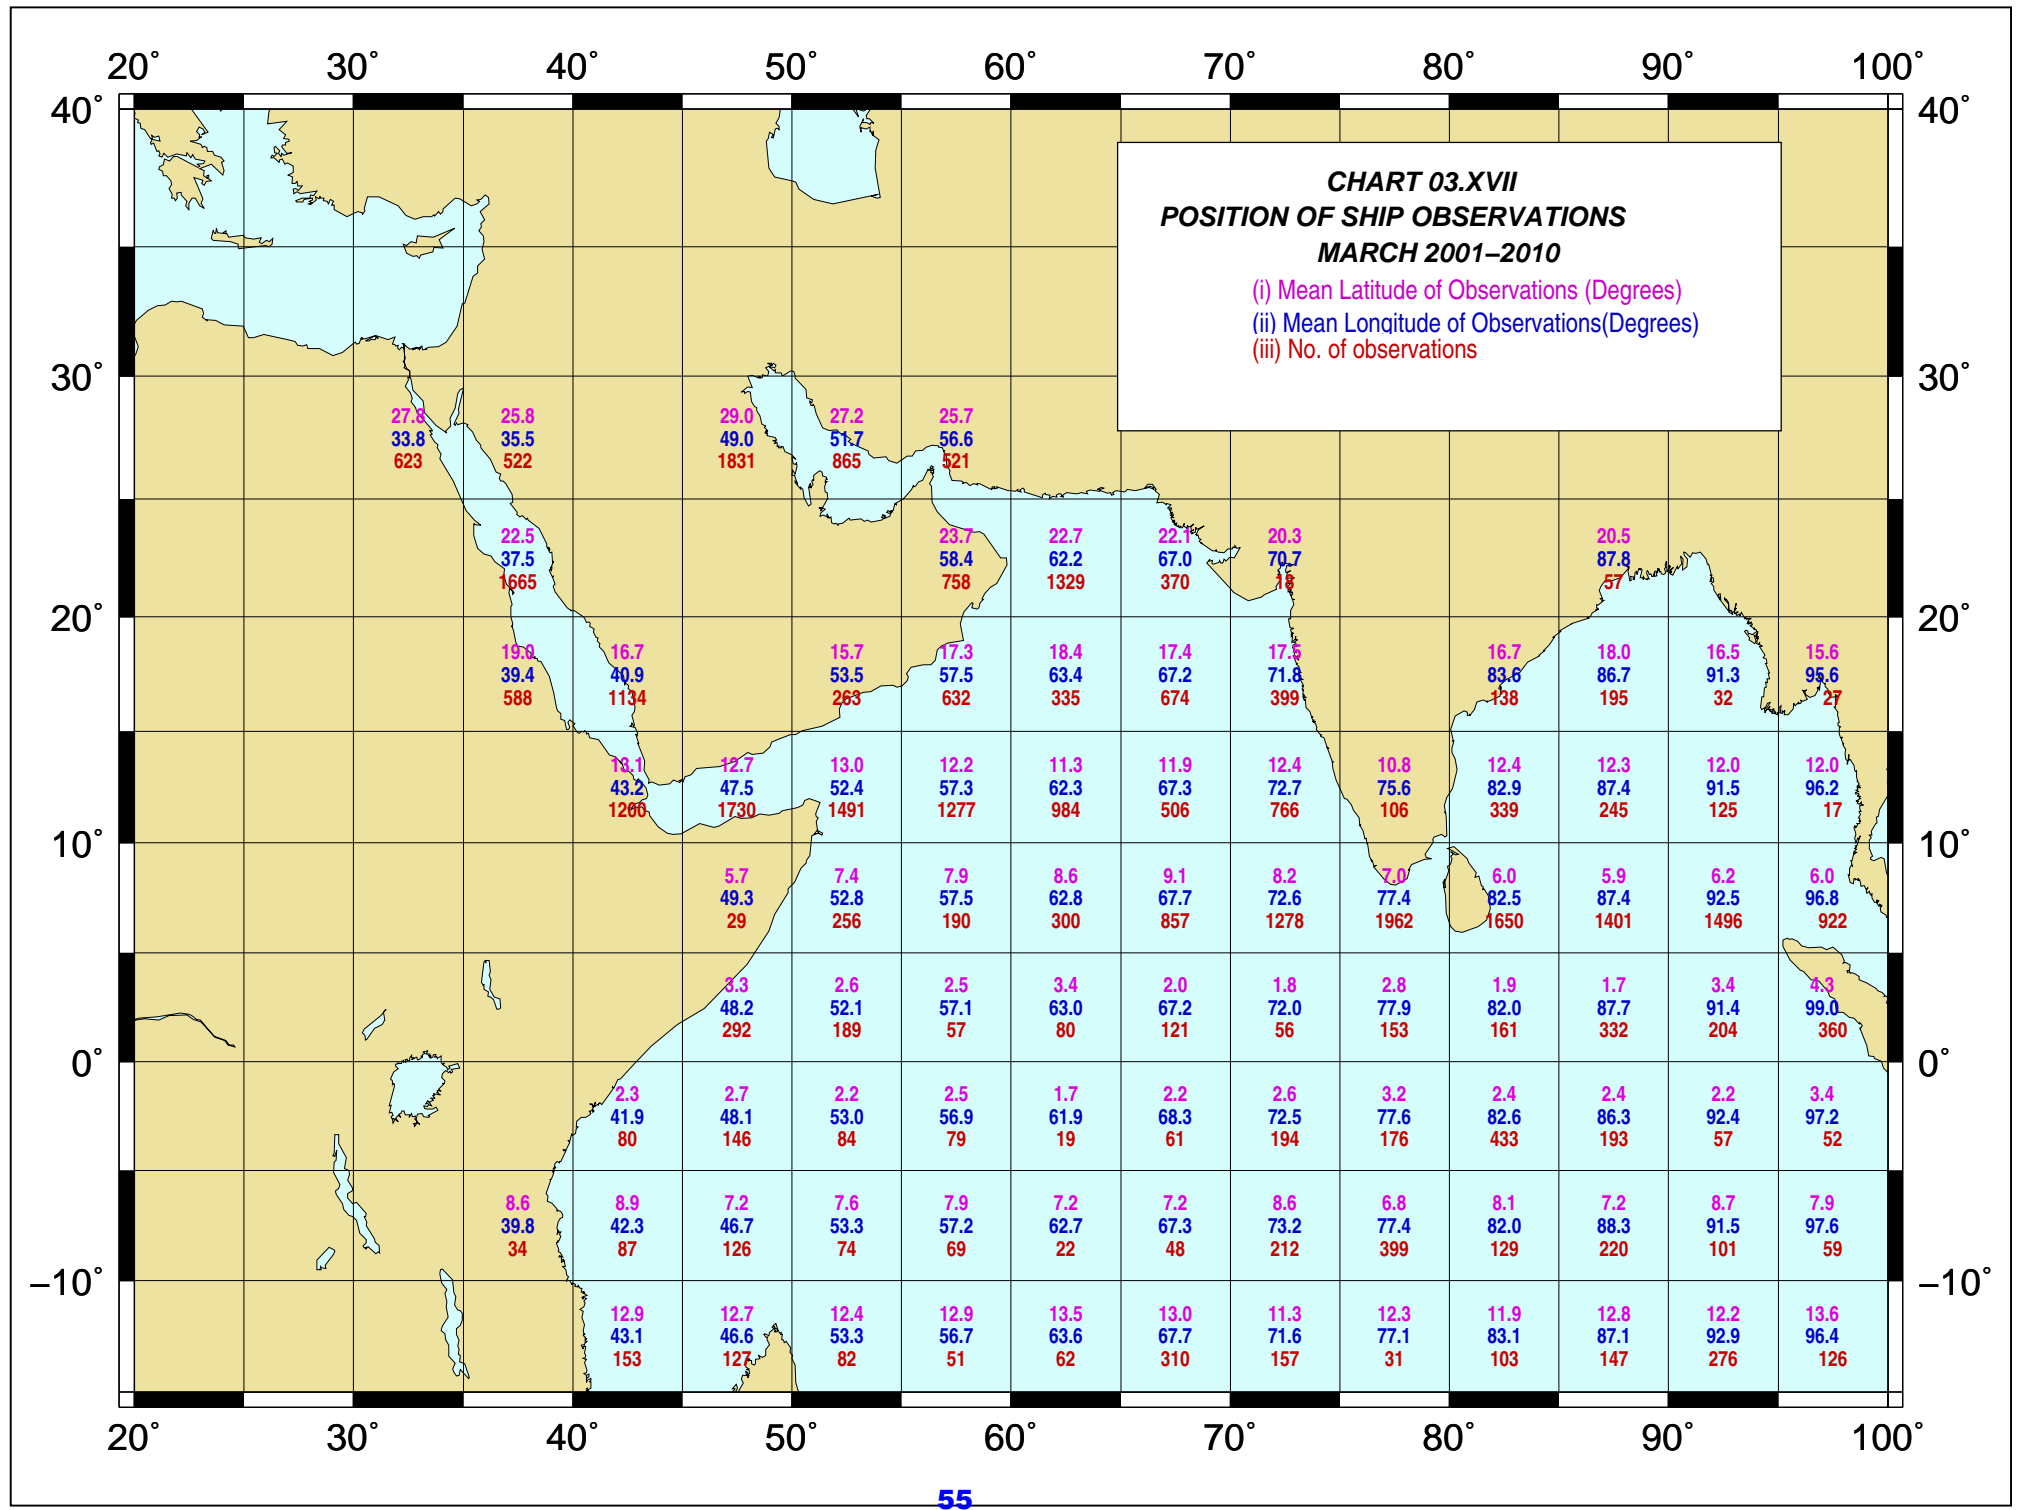 20° 30° 40° 50° 60° 70° 80° 90° 100°
40° 40°
CHART 03.XVII
POSITION OF SHIP OBSERVATIONS
MARCH 2001–2010
(i) Mean Latitude of Observations (Degrees)
(ii) Mean Longitude of Observations(Degrees)
(iii) No. of observations
30° 30°
27.8 25.8 29.0 27.2 25.7
33.8 35.5 49.0 51.7 56.6
623 522 1831 865 521
22.5 23.7 22.7 22.1 20.3 20.5
37.5 58.4 62.2 67.0 70.7 87.8
1665 758 1329 370 18 57
20° 20°
19.0 16.7 15.7 17.3 18.4 17.4 17.5 16.7 18.0 16.5 15.6
39.4 40.9 53.5 57.5 63.4 67.2 71.8 83.6 86.7 91.3 95.6
588 1134 263 632 335 674 399 138 195 32 27
13.1 12.7 13.0 12.2 11.3 11.9 12.4 10.8 12.4 12.3 12.0 12.0
43.2 47.5 52.4 57.3 62.3 67.3 72.7 75.6 82.9 87.4 91.5 96.2
1200 1730 1491 1277 984 506 766 106 339 245 125 17
10° 10°
5.7 7.4 7.9 8.6 9.1 8.2 7.0 6.0 5.9 6.2 6.0
49.3 52.8 57.5 62.8 67.7 72.6 77.4 82.5 87.4 92.5 96.8
29 256 190 300 857 1278 1962 1650 1401 1496 922
3.3 2.6 2.5 3.4 2.0 1.8 2.8 1.9 1.7 3.4 4.3
48.2 52.1 57.1 63.0 67.2 72.0 77.9 82.0 87.7 91.4 99.0
292 189 57 80 121 56 153 161 332 204 360
0° 0°
2.3 2.7 2.2 2.5 1.7 2.2 2.6 3.2 2.4 2.4 2.2 3.4
41.9 48.1 53.0 56.9 61.9 68.3 72.5 77.6 82.6 86.3 92.4 97.2
80 146 84 79 19 61 194 176 433 193 57 52
8.6 8.9 7.2 7.6 7.9 7.2 7.2 8.6 6.8 8.1 7.2 8.7 7.9
39.8 42.3 46.7 53.3 57.2 62.7 67.3 73.2 77.4 82.0 88.3 91.5 97.6
34 87 126 74 69 22 48 212 399 129 220 101 59
–10° –10°
12.9 12.7 12.4 12.9 13.5 13.0 11.3 12.3 11.9 12.8 12.2 13.6
43.1 46.6 53.3 56.7 63.6 67.7 71.6 77.1 83.1 87.1 92.9 96.4
153 127 82 51 62 310 157 31 103 147 276 126
20° 30° 40° 50° 60° 70° 80° 90° 100°
55